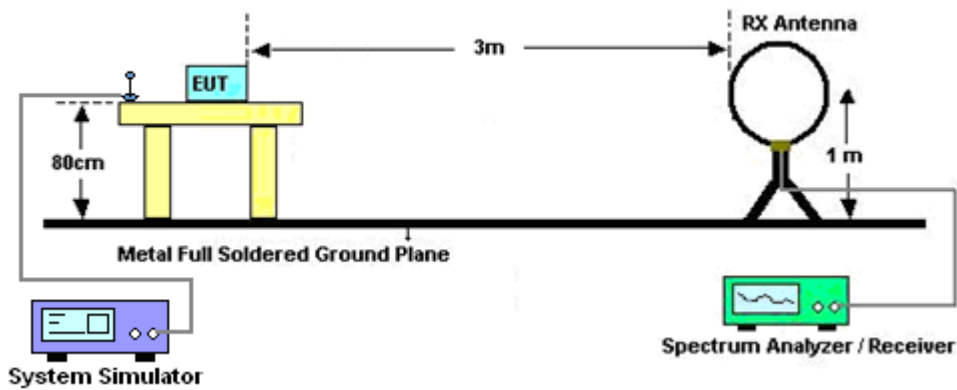 RX Antenna
3m
EUT
80cm
1 m
Metal Full Soldered Ground Plane
Spectrum Analyzer / Receiver
System Simulator